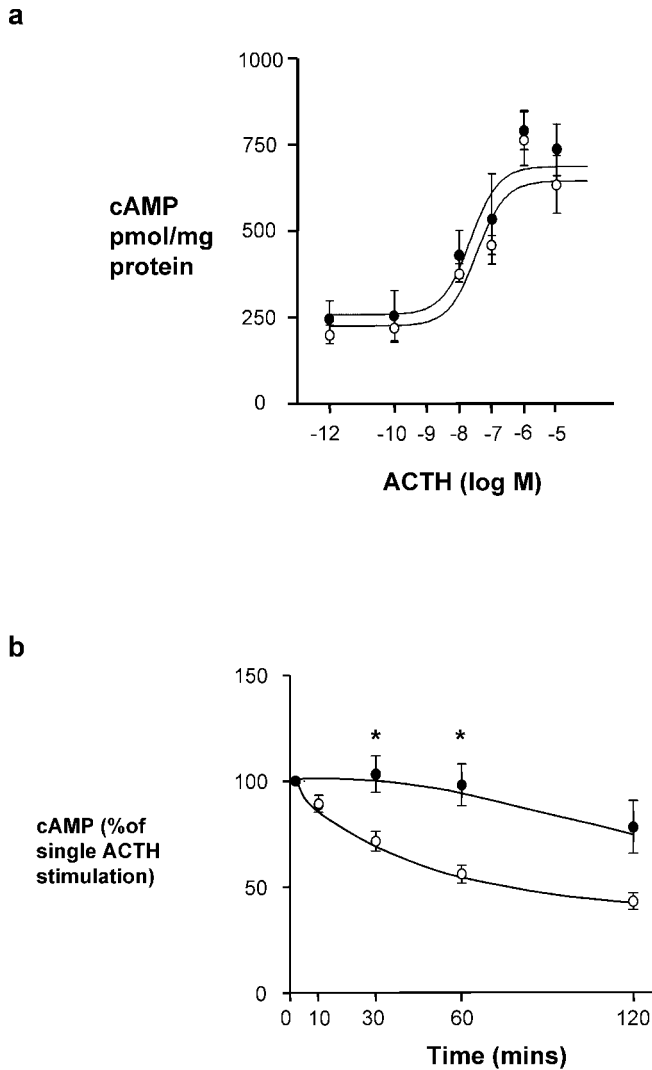 a
1000
750
cAMP
pmol/mg
protein
500
250
0
-12 -10 -9 -8 -7 -6 -5
ACTH (log M)
b
150
* *
100
cAMP (%of
single ACTH
stimulation)
50
0
0 10 30 60 120
Time (mins)